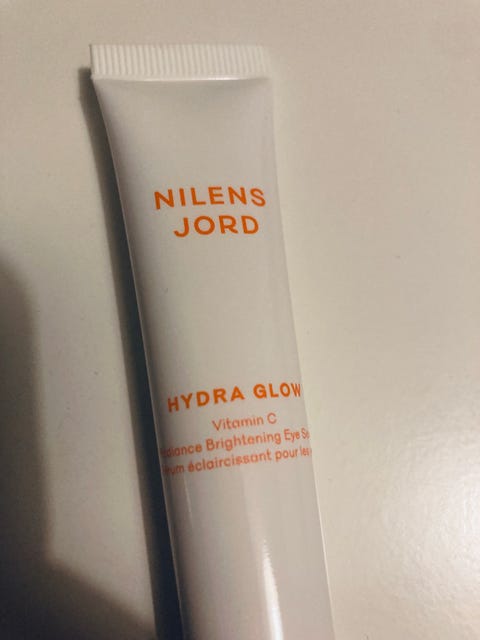 NILENS
JORD
HYDRA GLOW
Vitamin C
Brightening Eye
éclaircissant pour